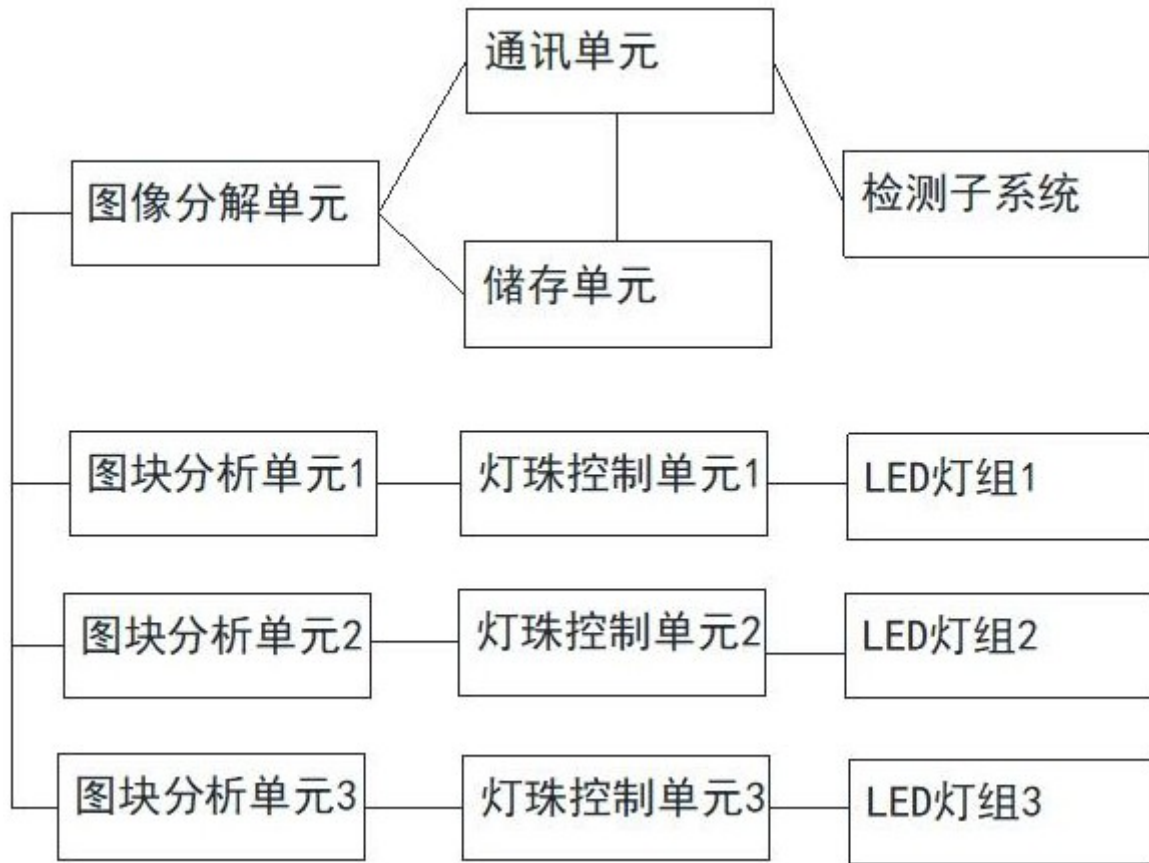 通讯单元
图像分解单元
检测子系统
储存单元
图块分析单元1
灯珠控制单元1
LED灯组1
图块分析单元2
灯珠控制单元2
LED灯组2
图块分析单元3
灯珠控制单元3
LED灯组3